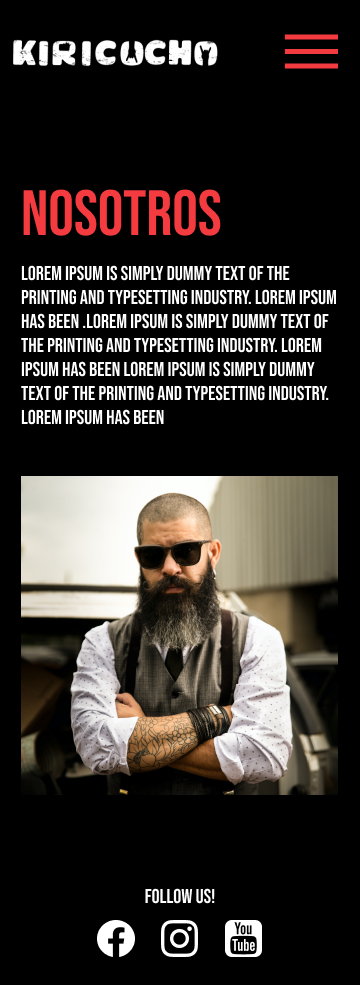 KIRICOCHO
NOSOTROS
LOREM IPSUM IS SIMPLY DUMMY TEXT OF THE
PRINTING AND TYPESETTING INDUSTRY. LOREM IPSUM
HAS BEEN .LOREM IPSUM IS SIMPLY DUMMY TEXT OF
THE PRINTING AND TYPESETTING INDUSTRY. LOREM
IPSUM HAS BEEN LOREM IPSUM IS SIMPLY DUMMY
TEXT OF THE PRINTING AND TYPESETTING INDUSTRY.
LOREM IPSUM HAS BEEN
FOLLOW US!
You
Tube